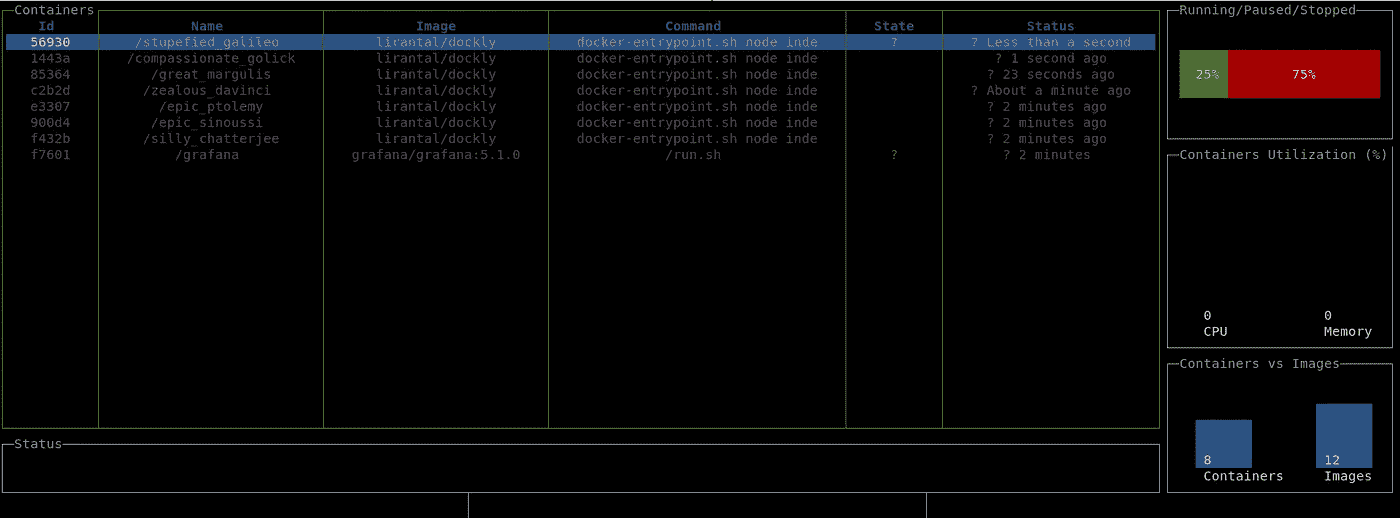 Containers
Id Name Image Command State Status
56930 /stupefied_galileo lirantal/dockly docker-entrypoint.sh node inde ? ? Less than a second
1443a /compassionate_golick lirantal/dockly docker-entrypoint.sh node inde ? 1 second ago
85364 /great_margulis lirantal/dockly docker-entrypoint.sh node inde ? 23 seconds ago
c2b2d /zealous_davinci lirantal/dockly docker-entrypoint.sh node inde ? About a minute ago
e3307 /epic_ptolemy lirantal/dockly docker-entrypoint.sh node inde ? 2 minutes ago
900d4 /epic_sinoussi lirantal/dockly docker-entrypoint.sh node inde ? 2 minutes ago
f432b /silly_chatterjee lirantal/dockly docker-entrypoint.sh node inde ? 2 minutes ago
f7601 /grafana grafana/grafana:5.1.0 /run.sh ? ? 2 minutes
Status
Running/Paused/Stopped
25% 75%
Containers Utilization (%)
0 0
CPU Memory
Containers vs Images
8 12
Containers Images